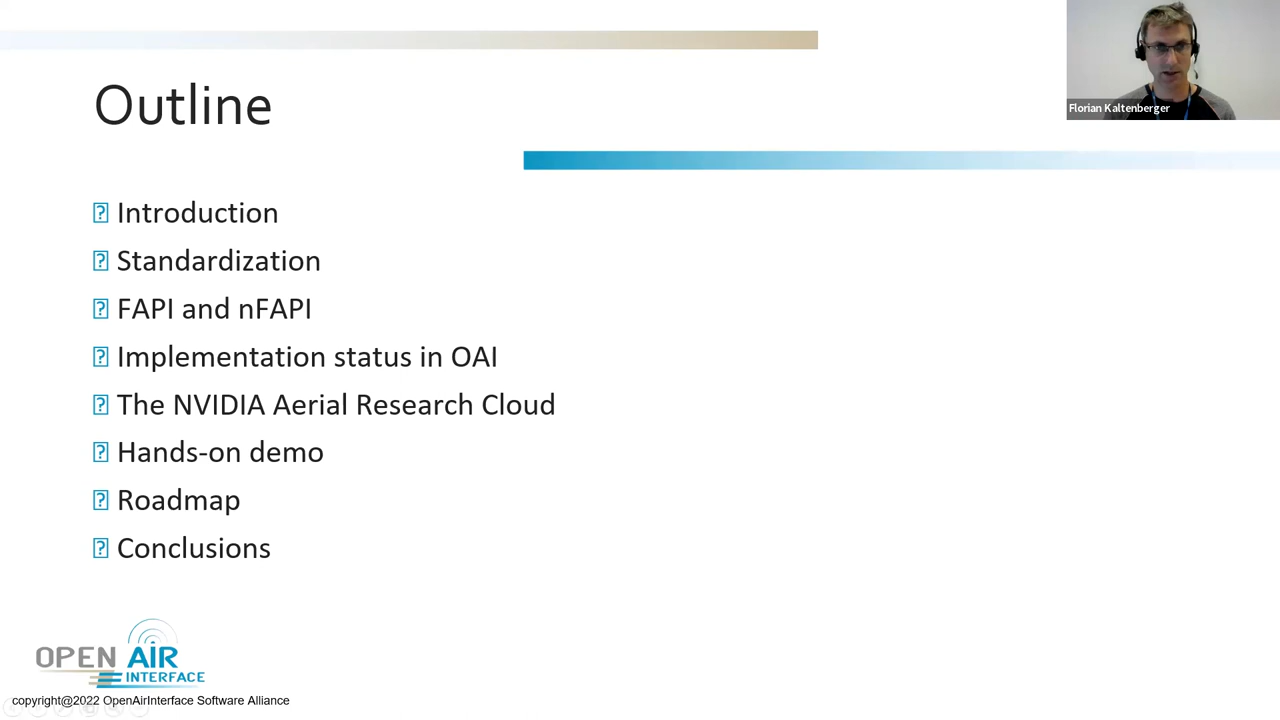 Outline
Florian Kaltenberger
Introduction
Standardization
FAPI and nFAPI
Implementation status in OAI
The NVIDIA Aerial Research Cloud
Hands-on demo
Roadmap
Conclusions
OPEN AIR
INTERFACE
copyright@2022 OpenAirInterface Software Alliance